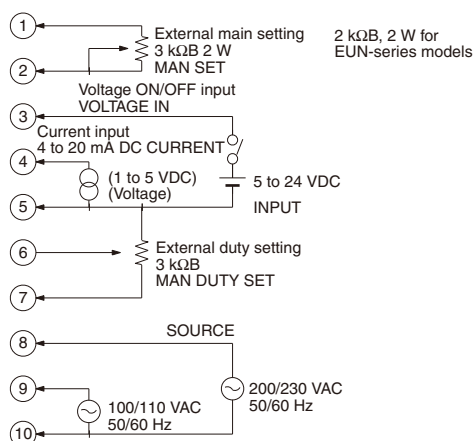 1
External main setting
3 kΩB 2 W
MAN SET
2 kΩB, 2 W for
EUN-series models
2
Voltage ON/OFF input
VOLTAGE IN
3
Current input
4 to 20 mA DC CURRENT
4
(1 to 5 VDC)
(Voltage)
5 to 24 VDC
5
INPUT
6
External duty setting
3 kΩB
MAN DUTY SET
7
SOURCE
8
9
100/110 VAC
50/60 Hz
200/230 VAC
50/60 Hz
10